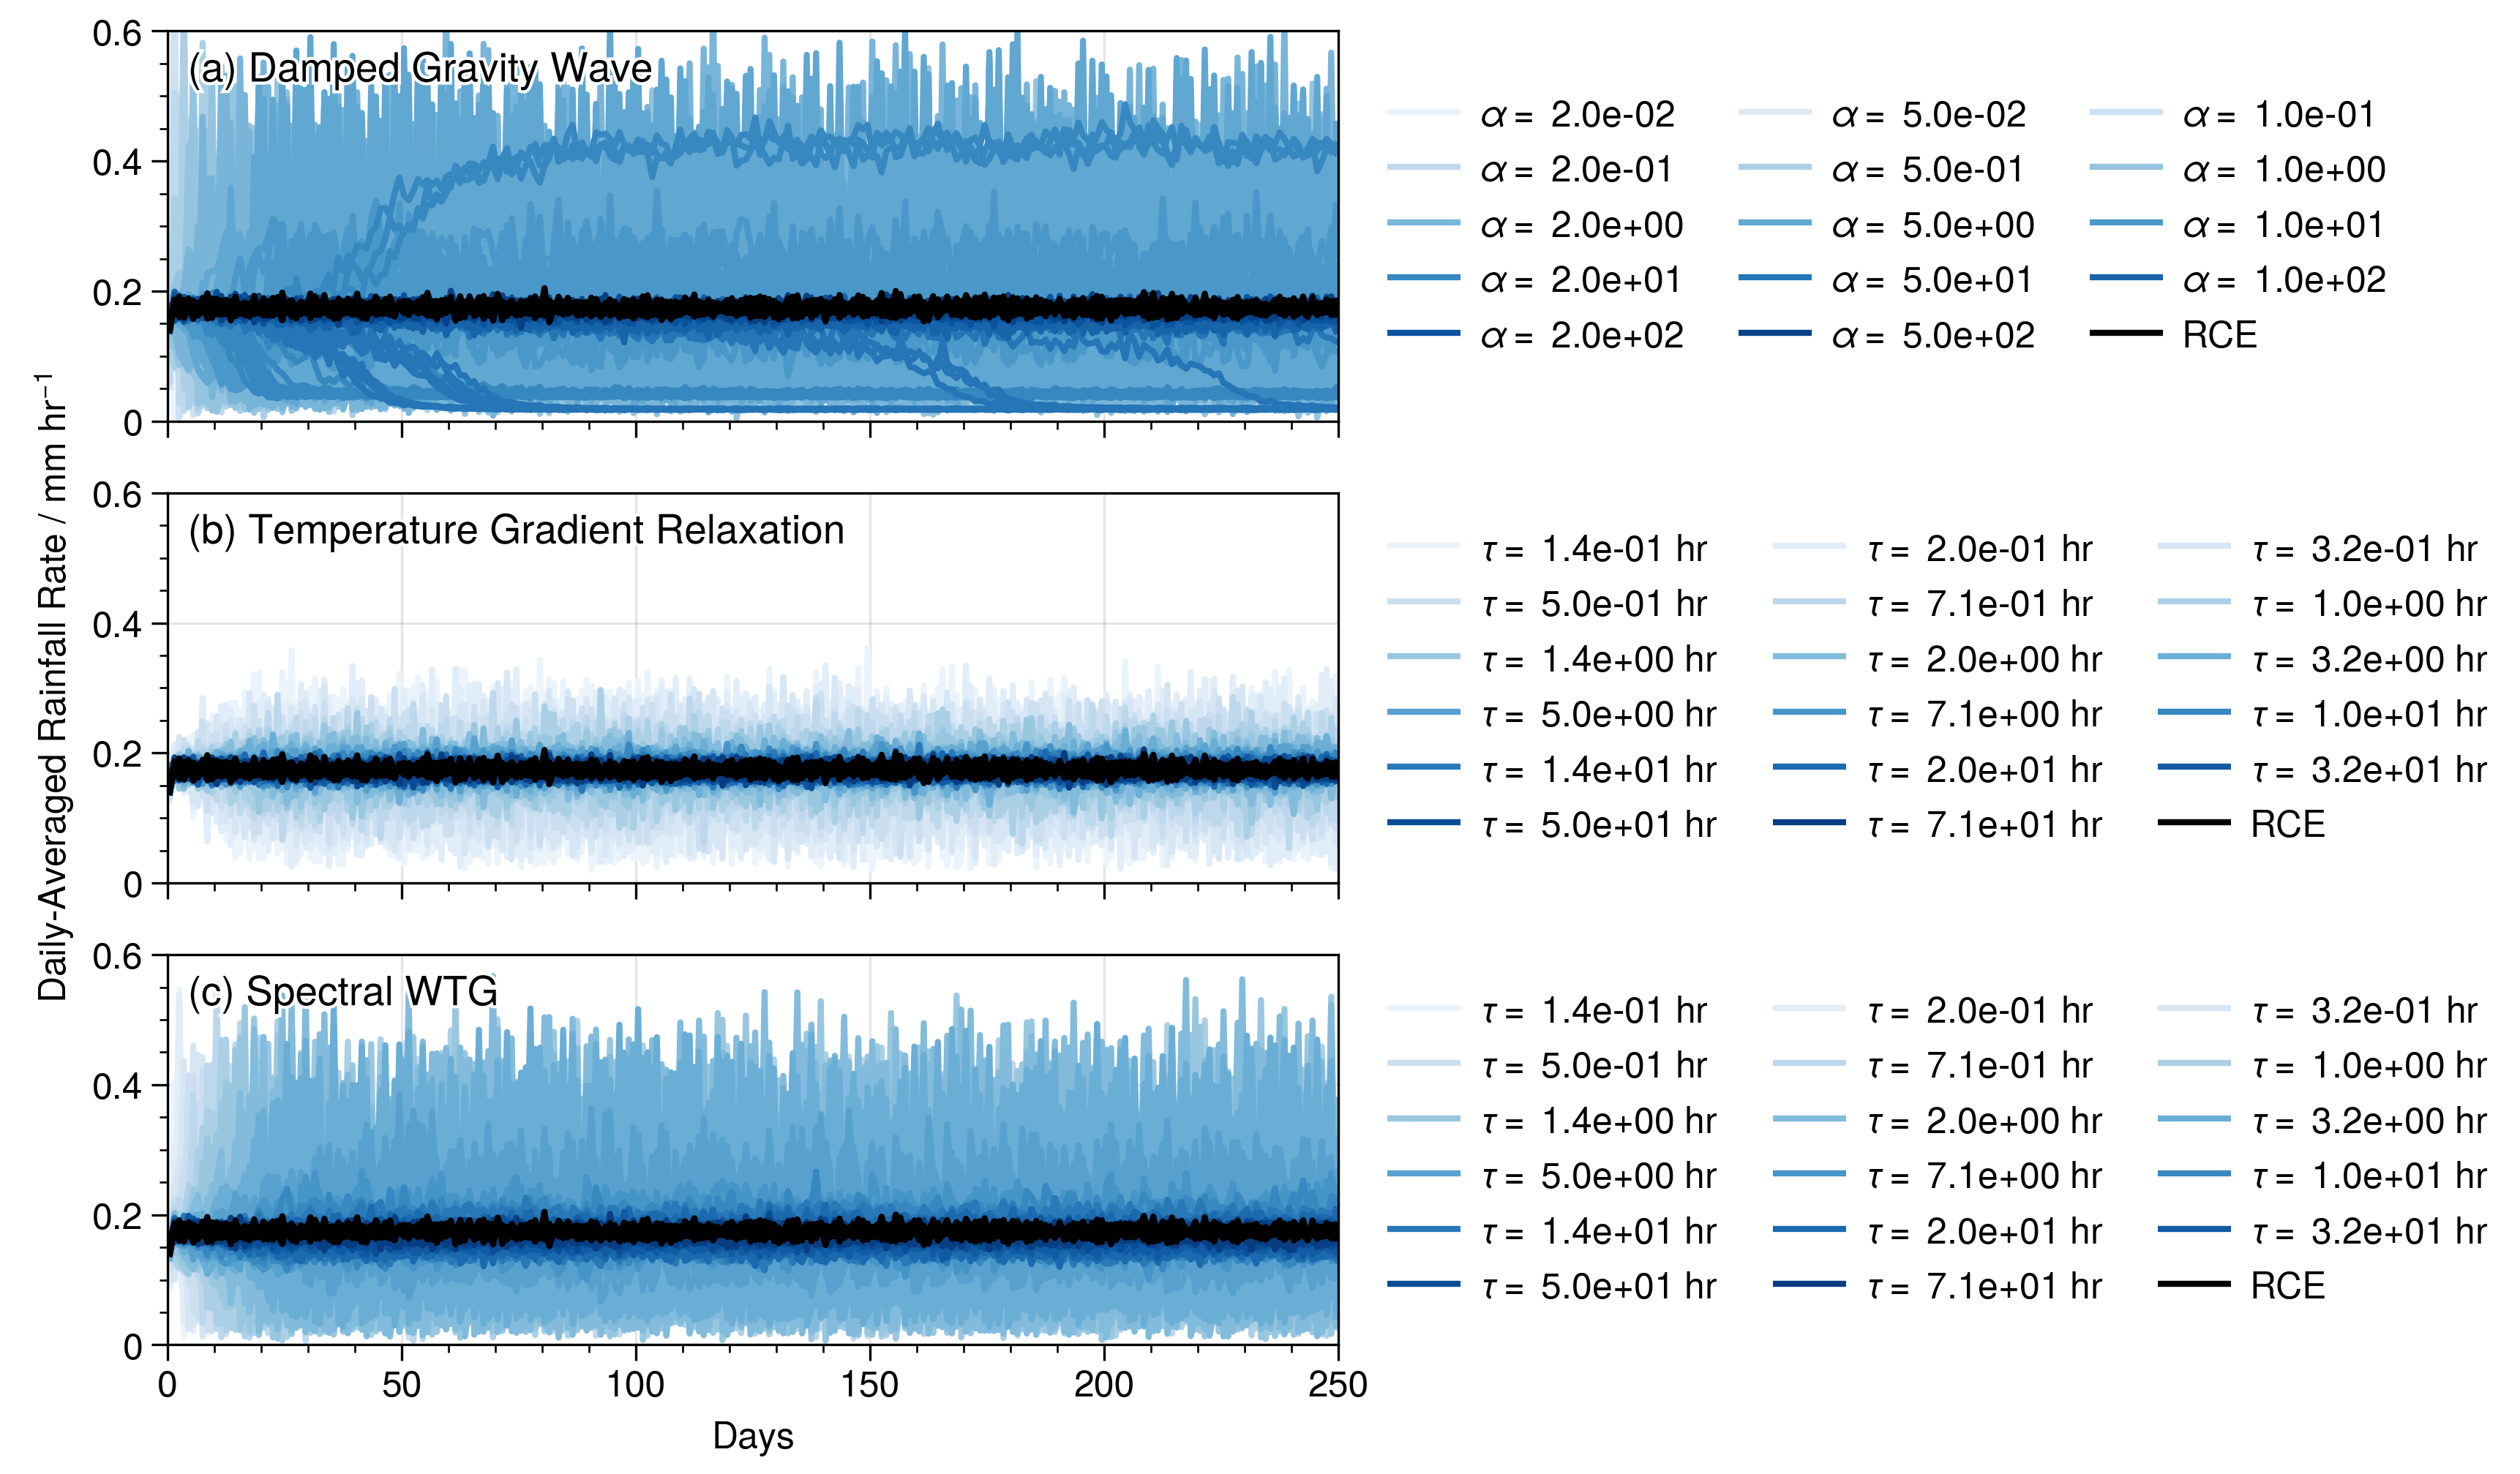 Daily-Averaged Rainfall Rate / mm hr⁻¹
(a) Damped Gravity Wave
0.6
0.4
0.2
0
α = 2.0e-02 α = 5.0e-02 α = 1.0e-01
α = 2.0e-01 α = 5.0e-01 α = 1.0e+00
α = 2.0e+00 α = 5.0e+00 α = 1.0e+01
α = 2.0e+01 α = 5.0e+01 α = 1.0e+02
α = 2.0e+02 α = 5.0e+02 RCE
(b) Temperature Gradient Relaxation
0.6
0.4
0.2
0
τ = 1.4e-01 hr τ = 2.0e-01 hr τ = 3.2e-01 hr
τ = 5.0e-01 hr τ = 7.1e-01 hr τ = 1.0e+00 hr
τ = 1.4e+00 hr τ = 2.0e+00 hr τ = 3.2e+00 hr
τ = 5.0e+00 hr τ = 7.1e+00 hr τ = 1.0e+01 hr
τ = 1.4e+01 hr τ = 2.0e+01 hr τ = 3.2e+01 hr
τ = 5.0e+01 hr τ = 7.1e+01 hr RCE
(c) Spectral WTG
0.6
0.4
0.2
0
τ = 1.4e-01 hr τ = 2.0e-01 hr τ = 3.2e-01 hr
τ = 5.0e-01 hr τ = 7.1e-01 hr τ = 1.0e+00 hr
τ = 1.4e+00 hr τ = 2.0e+00 hr τ = 3.2e+00 hr
τ = 5.0e+00 hr τ = 7.1e+00 hr τ = 1.0e+01 hr
τ = 1.4e+01 hr τ = 2.0e+01 hr τ = 3.2e+01 hr
τ = 5.0e+01 hr τ = 7.1e+01 hr RCE
0 50 100 150 200 250
Days